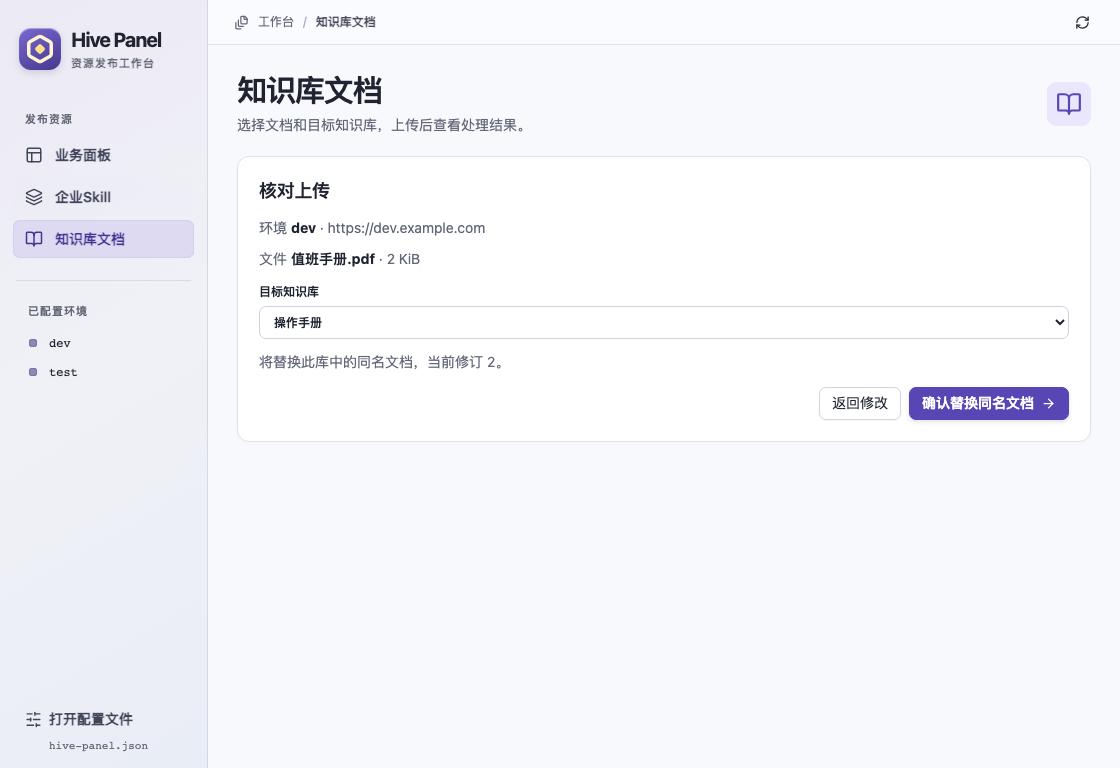 Hive Panel
资源发布工作台
发布资源
业务面板
企业Skill
知识库文档
已配置环境
dev
test
打开配置文件
hive-panel.json
工作台 / 知识库文档
知识库文档
选择文档和目标知识库，上传后查看处理结果。
核对上传
环境 dev · https://dev.example.com
文件 值班手册.pdf · 2 KiB
目标知识库
操作手册
将替换此库中的同名文档，当前修订 2。
返回修改
确认替换同名文档 →